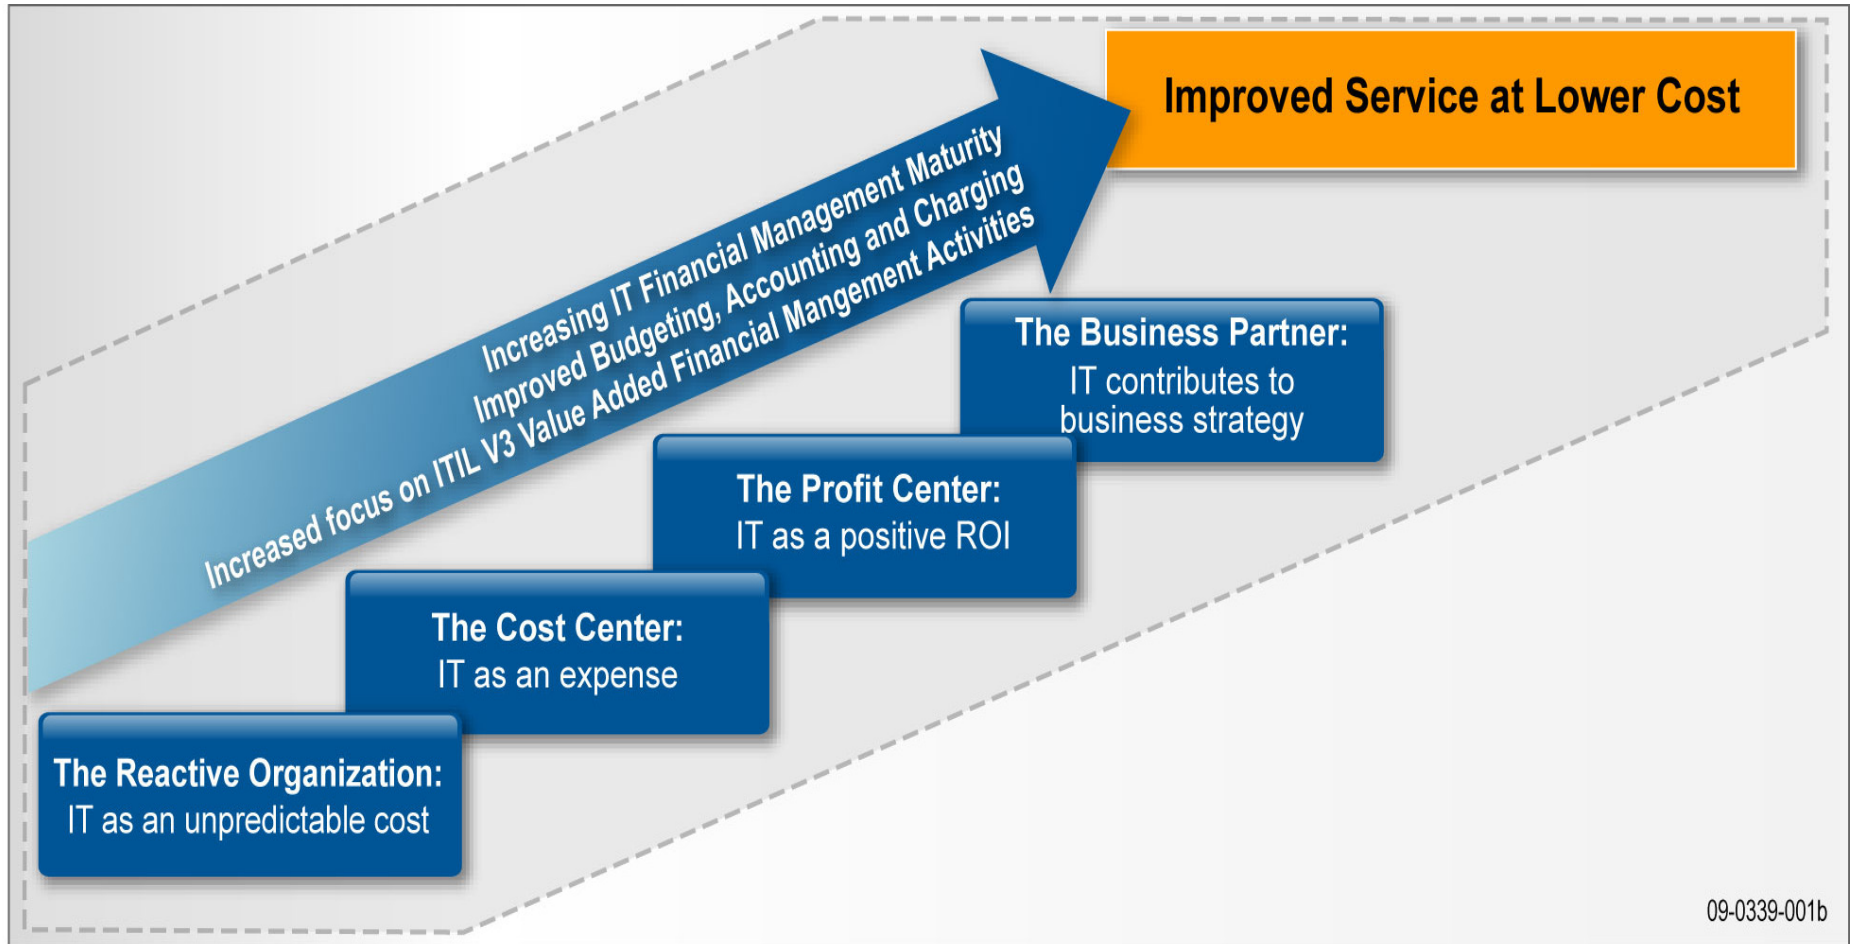 Improved Service at Lower Cost
Increasing IT Financial Management Maturity
Improved Budgeting, Accounting and Charging
Increased focus on ITIL V3 Value Added Financial Mangement Activities
The Business Partner:
IT contributes to
business strategy
The Profit Center:
IT as a positive ROI
The Cost Center:
IT as an expense
The Reactive Organization:
IT as an unpredictable cost
09-0339-001b